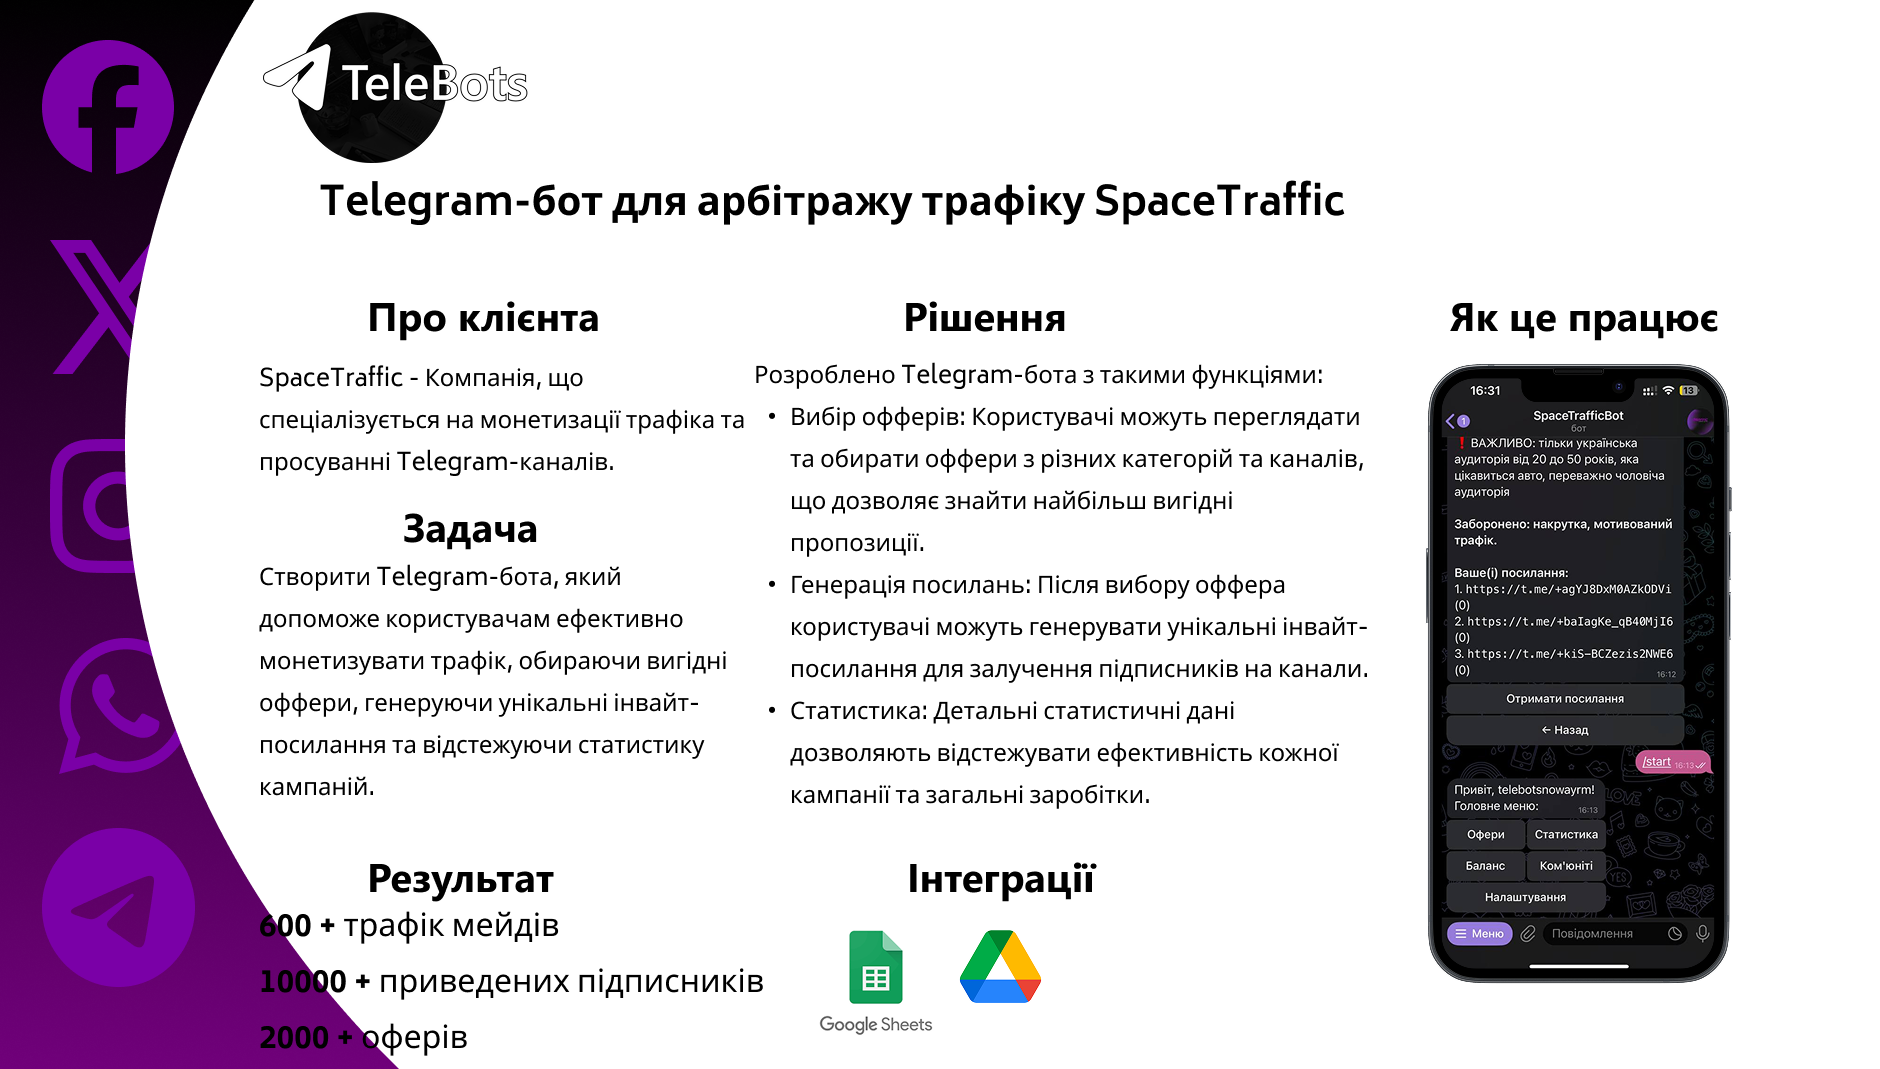 TeleBots
Telegram-бот для арбітражу трафіку SpaceTraffic
Про клієнта
SpaceTraffic - Компанія, що
спеціалізується на монетизації трафіка та
просуванні Telegram-каналів.
Задача
Створити Telegram-бота, який
допоможе користувачам ефективно
монетизувати трафік, обираючи вигідні
оффери, генеруючи унікальні інвайт-
посилання та відстежуючи статистику
кампаній.
Результат
600 + трафік мейдів
10000 + приведених підписників
2000 + оферів
Рішення
Розроблено Telegram-бота з такими функціями:
• Вибір офферів: Користувачі можуть переглядати
та обирати оффери з різних категорій та каналів,
що дозволяє знайти найбільш вигідні
пропозиції.
• Генерація посилань: Після вибору оффера
користувачі можуть генерувати унікальні інвайт-
посилання для залучення підписників на канали.
• Статистика: Детальні статистичні дані
дозволяють відстежувати ефективність кожної
кампанії та загальні заробітки.
Інтеграції
Google Sheets
Як це працює
16:31
13
1
SpaceTrafficBot
бот
❗ ВАЖЛИВО: тільки українська
аудиторія від 20 до 50 років, яка
цікавиться авто, переважно чоловіча
аудиторія
Заборонено: накрутка, мотивований
трафік.
Ваше(і) посилання:
1. https://t.me/+agYJ8DxM0AZkODVi
(0)
2. https://t.me/+baIagKe_qB40MjI6
(0)
3. https://t.me/+kiS-BCZezis2NWE6
(0)
16:12
Отримати посилання
← Назад
/start 16:13
Привіт, telebotsnowayrm!
Головне меню:
16:13
Офери Статистика
Баланс Ком'юніті
Налаштування
Меню Повідомлення